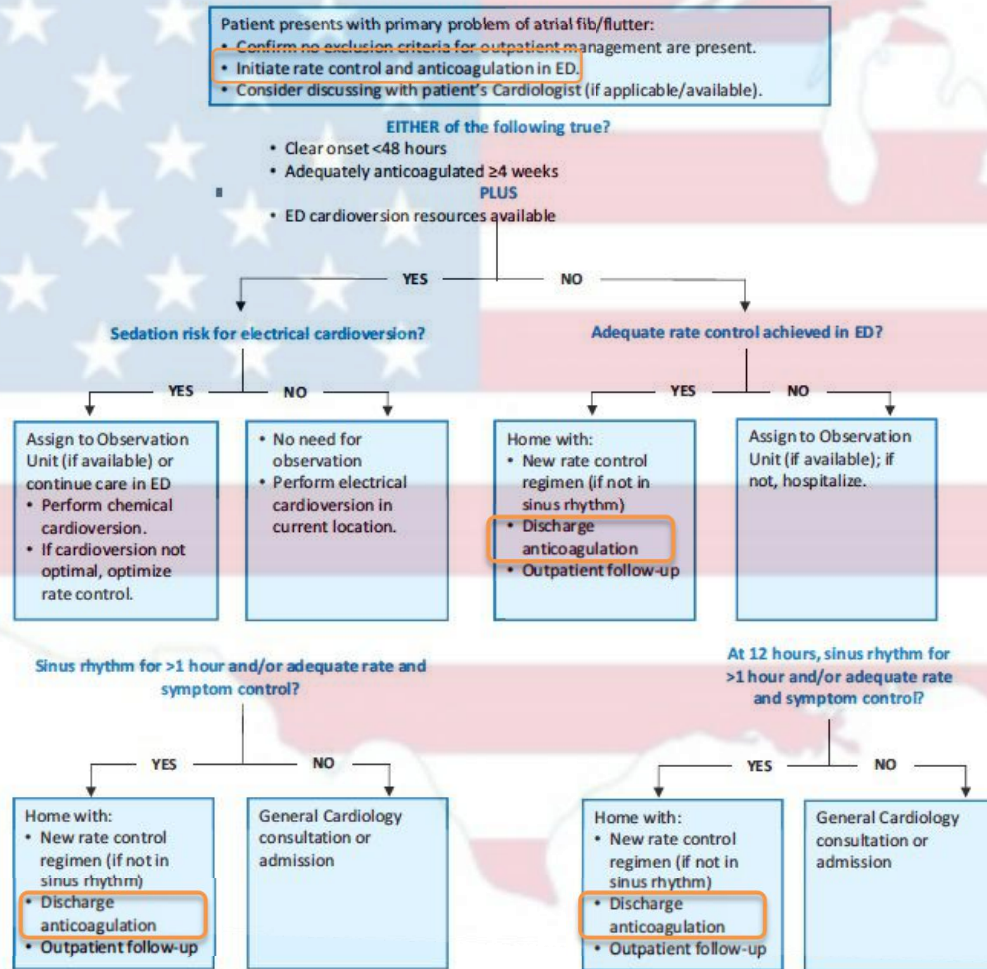 Patient presents with primary problem of atrial fib/flutter:
• Confirm no exclusion criteria for outpatient management are present.
• Initiate rate control and anticoagulation in ED.
• Consider discussing with patient's Cardiologist (if applicable/available).
EITHER of the following true?
• Clear onset <48 hours
• Adequately anticoagulated ≥4 weeks
PLUS
• ED cardioversion resources available
YES
NO
Sedation risk for electrical cardioversion?
Adequate rate control achieved in ED?
YES
NO
YES
NO
Assign to Observation
Unit (if available) or
continue care in ED
• Perform chemical
cardioversion.
• If cardioversion not
optimal, optimize
rate control.
• No need for
observation
• Perform electrical
cardioversion in
current location.
Home with:
• New rate control
regimen (if not in
sinus rhythm)
• Discharge
anticoagulation
• Outpatient follow-up
Assign to Observation
Unit (if available); if
not, hospitalize.
Sinus rhythm for >1 hour and/or adequate rate and
symptom control?
At 12 hours, sinus rhythm for
>1 hour and/or adequate rate
and symptom control?
YES
NO
YES
NO
Home with:
• New rate control
regimen (if not in
sinus rhythm)
• Discharge
anticoagulation
• Outpatient follow-up
General Cardiology
consultation or
admission
Home with:
• New rate control
regimen (if not in
sinus rhythm)
• Discharge
anticoagulation
• Outpatient follow-up
General Cardiology
consultation or
admission